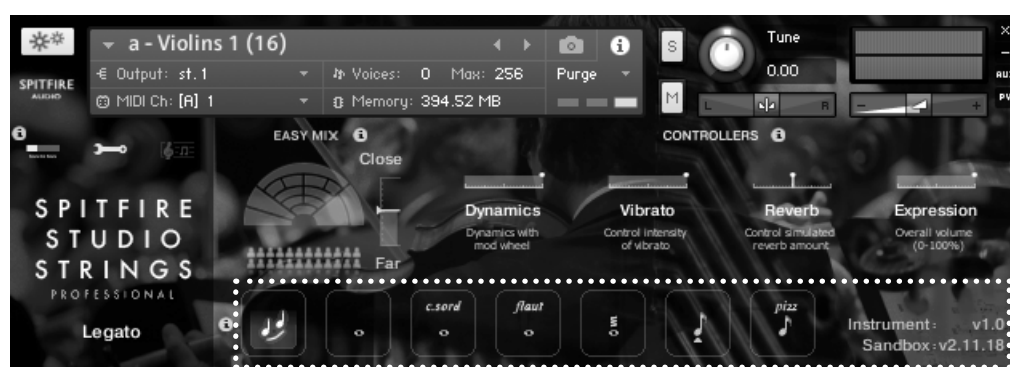 a - Violins 1 (16)
S
Tune
SPITFIRE
AUDIO
Output: st. 1
Voices: 0 Max: 256
Purge
0.00
MIDI Ch: [A] 1
Memory: 394.52 MB
M
L
R
-
+
AUX
PV
EASY MIX
CONTROLLERS
Close
Far
SPITFIRE
STUDIO
STRINGS
PROFESSIONAL
Legato
Dynamics
Dynamics with
mod wheel
Vibrato
Control intensity
of vibrato
Reverb
Control simulated
reverb amount
Expression
Overall volume
(0-100%)
c.sord
flaut
pizz
Instrument: v1.0
Sandbox: v2.11.18